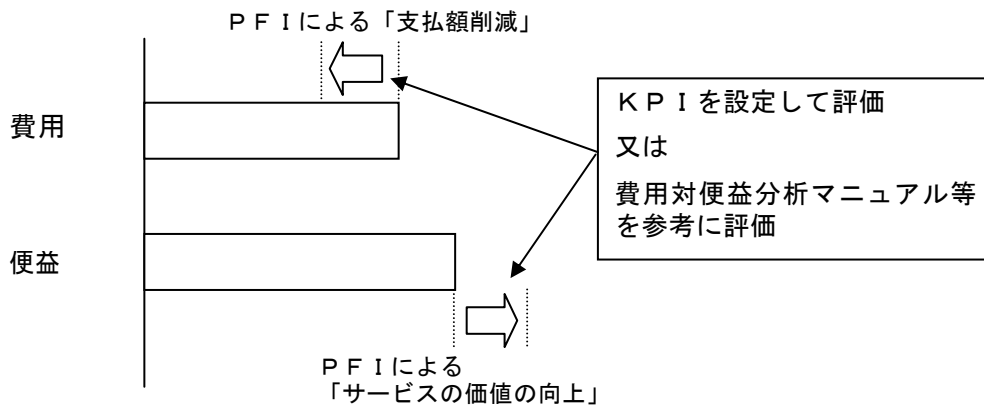 ＰＦＩによる「支払額削減」
費用
ＫＰＩを設定して評価
又は
費用対便益分析マニュアル等
を参考に評価
便益
ＰＦＩによる
「サービスの価値の向上」